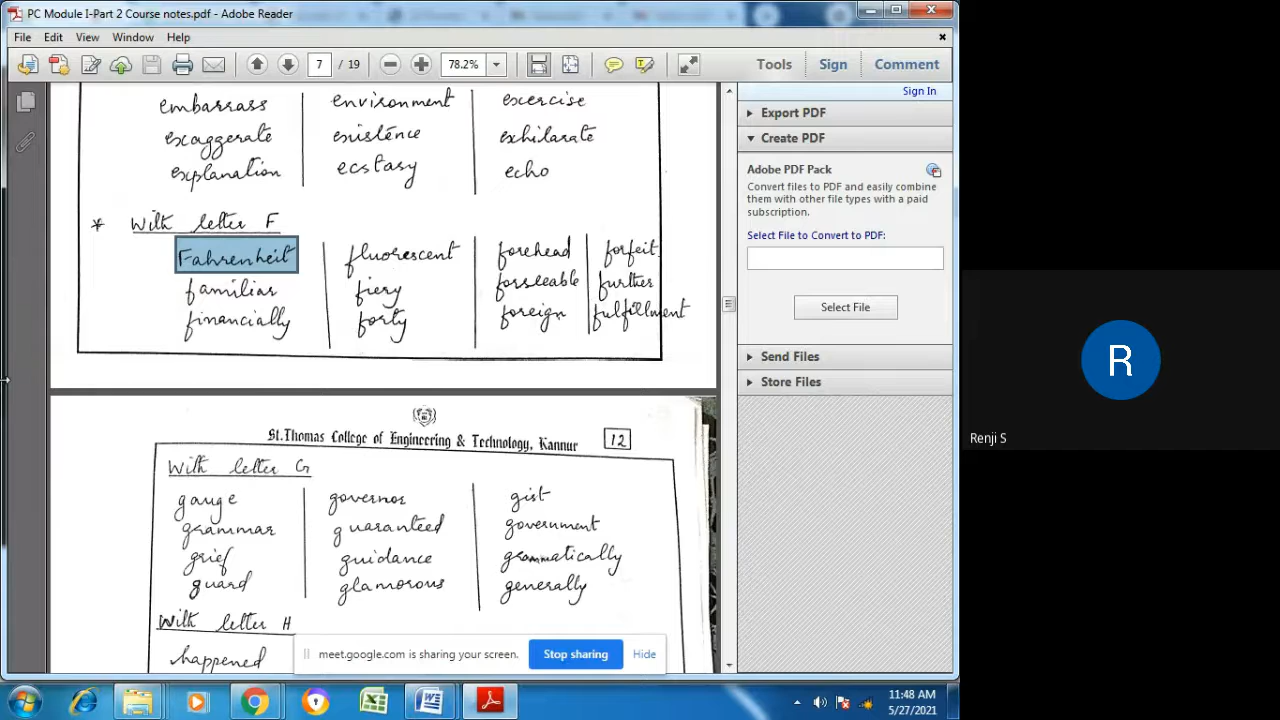 PC Module I-Part 2 Course notes.pdf - Adobe Reader
File Edit View Window Help
7 / 19 78.2% Tools Sign Comment
Sign In
Export PDF
Create PDF
Adobe PDF Pack
Convert files to PDF and easily combine
them with other file types with a paid
subscription.
Select File to Convert to PDF:
Select File
Send Files
Store Files
embarrass environment exercise
exaggerate existence exhilarate
explanation ecstasy echo
* With letter F
Fahrenheit fluorescent forehead forfeit
familiar fiery forseeable further
financially forty foreign fulfillment
St.Thomas College of Engineering & Technology, Kannur 12
With letter G
gauge governor gist
grammar guaranteed government
grief guidance grammatically
guard glamorous generally
With letter H
happened
meet.google.com is sharing your screen. Stop sharing Hide
R
Renji S
11:48 AM
5/27/2021